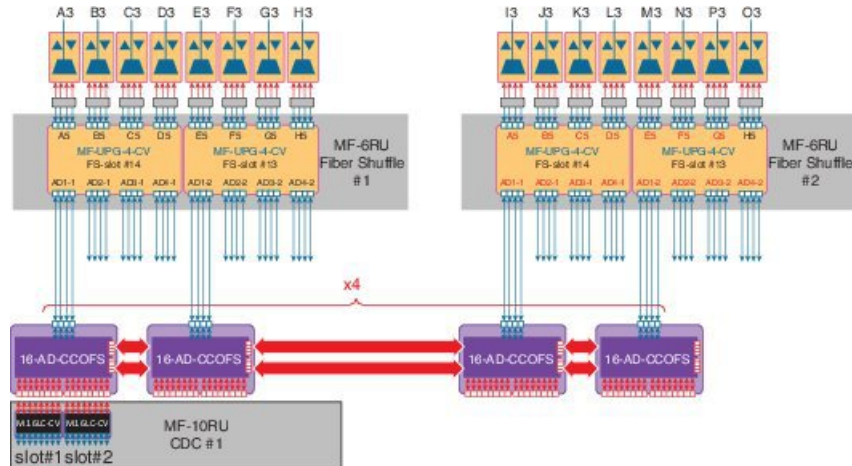 A3 B3 C3 D3 E3 F3 G3 H3 I3 J3 K3 L3 M3 N3 P3 O3
A5 B5 C5 D5 E5 F5 G5 H5
MF-UPG-4-CV MF-UPG-4-CV
FS-slot #14 FS-slot #13
AD1-1 AD2-1 AD3-1 AD4-1 AD1-2 AD2-2 AD3-2 AD4-2
MF-6RU
Fiber Shuffle
#1
A5 B5 C5 D5 E5 F5 G5 H5
MF-UPG-4-CV MF-UPG-4-CV
FS-slot #14 FS-slot #13
AD1-1 AD2-1 AD3-1 AD4-1 AD1-2 AD2-2 AD3-2 AD4-2
MF-6RU
Fiber Shuffle
#2
x4
16-AD-CCOFS 16-AD-CCOFS 16-AD-CCOFS 16-AD-CCOFS
M16LC-CV M16LC-CV
slot#1 slot#2
MF-10RU
CDC #1